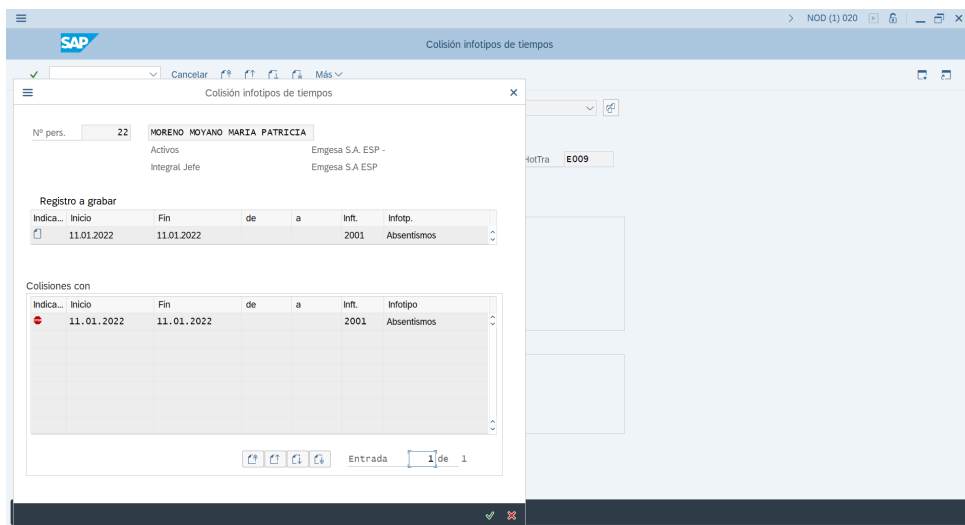 NOD (1) 020
SAP
Colisión infotipos de tiempos
Cancelar Más
Colisión infotipos de tiempos
Nº pers. 22 MORENO MOYANO MARIA PATRICIA
Activos Emgesa S.A. ESP -
Integral Jefe Emgesa S.A ESP
HotTra E009
Registro a grabar
Indica... Inicio Fin de a Inft. Infotp.
11.01.2022 11.01.2022 2001 Absentismos
Colisiones con
Indica... Inicio Fin de a Inft. Infotipo
11.01.2022 11.01.2022 2001 Absentismos
Entrada 1 de 1